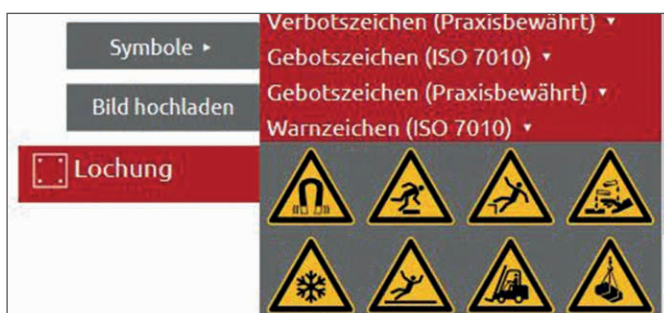 Verbotszeichen (Praxisbewährt) ▾
Symbole ▸
Gebotszeichen (ISO 7010) ▾
Bild hochladen
Gebotszeichen (Praxisbewährt) ▾
Warnzeichen (ISO 7010) ▾
Lochung